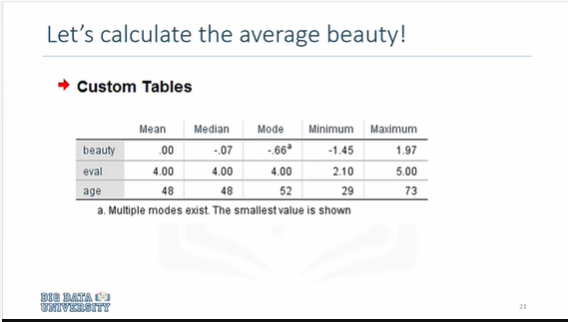 Let's calculate the average beauty!
Custom Tables
Mean Median Mode Minimum Maximum
beauty .00 -.07 -.66ª -1.45 1.97
eval 4.00 4.00 4.00 2.10 5.00
age 48 48 52 29 73
a. Multiple modes exist. The smallest value is shown
BIG DATA
UNIVERSITY
21